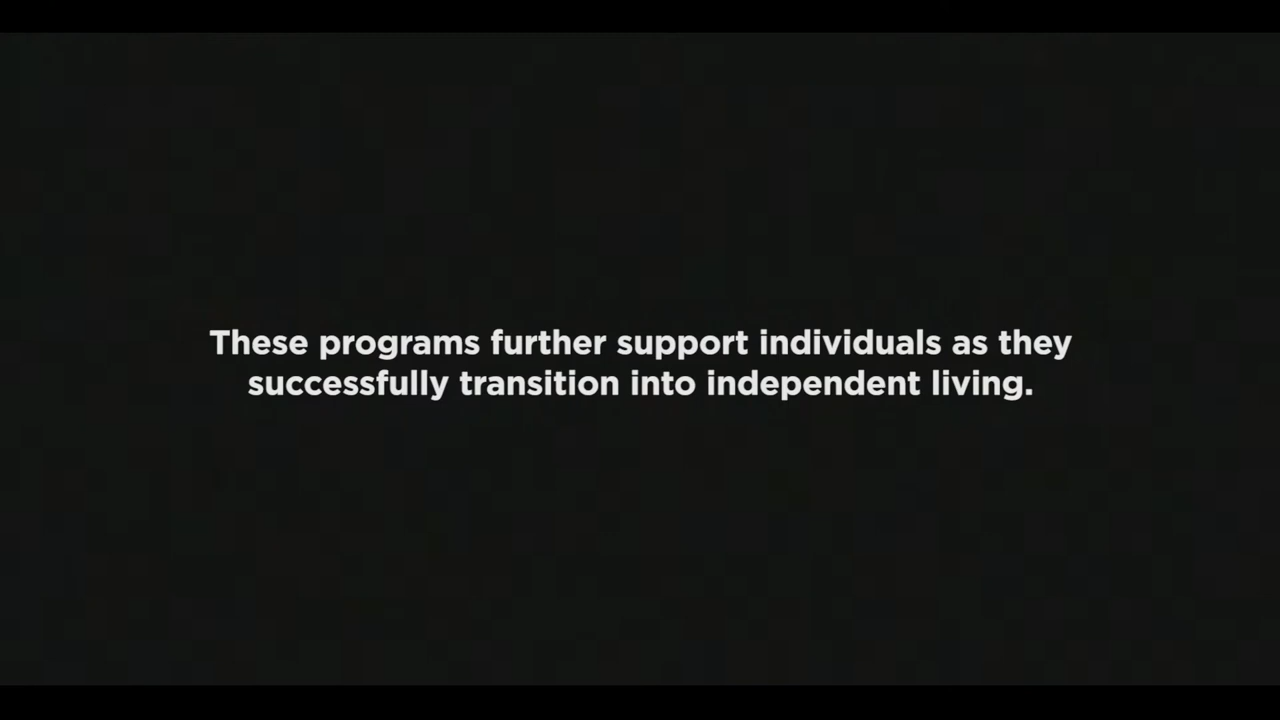 These programs further support individuals as they
successfully transition into independent living.